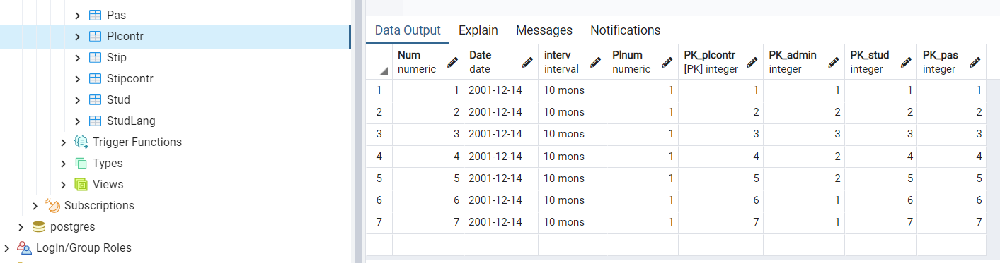 Pas
Plcontr
Stip
Stipcontr
Stud
StudLang
Trigger Functions
Types
Views
Subscriptions
postgres
Login/Group Roles
Data Output Explain Messages Notifications
Num Date interv Plnum PK_plcontr PK_admin PK_stud PK_pas
numeric date interval numeric [PK] integer integer integer integer
1 1 2001-12-14 10 mons 1 1 1 1 1
2 2 2001-12-14 10 mons 1 2 2 2 2
3 3 2001-12-14 10 mons 1 3 3 3 3
4 4 2001-12-14 10 mons 1 4 2 4 4
5 5 2001-12-14 10 mons 1 5 2 5 5
6 6 2001-12-14 10 mons 1 6 1 6 6
7 7 2001-12-14 10 mons 1 7 1 7 7